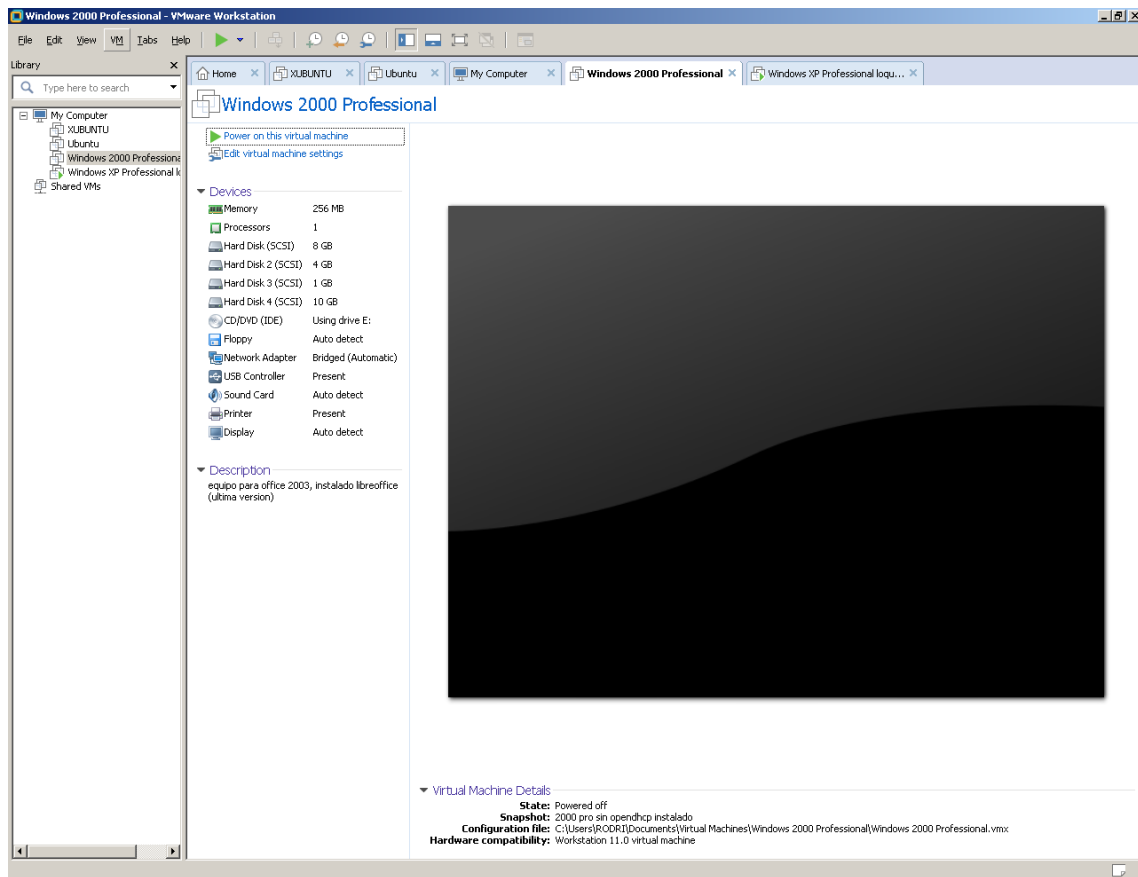 Windows 2000 Professional - VMware Workstation
File Edit View VM Tabs Help
Library
Type here to search
My Computer
XUBUNTU
Ubuntu
Windows 2000 Professiona
Windows XP Professional l
Shared VMs
Home XUBUNTU Ubuntu My Computer Windows 2000 Professional Windows XP Professional loqu...
Windows 2000 Professional
Power on this virtual machine
Edit virtual machine settings
Devices
Memory 256 MB
Processors 1
Hard Disk (SCSI) 8 GB
Hard Disk 2 (SCSI) 4 GB
Hard Disk 3 (SCSI) 1 GB
Hard Disk 4 (SCSI) 10 GB
CD/DVD (IDE) Using drive E:
Floppy Auto detect
Network Adapter Bridged (Automatic)
USB Controller Present
Sound Card Auto detect
Printer Present
Display Auto detect
Description
equipo para office 2003, instalado libreoffice
(ultima version)
Virtual Machine Details
State: Powered off
Snapshot: 2000 pro sin opendhcp instalado
Configuration file: C:\Users\RODRI\Documents\Virtual Machines\Windows 2000 Professional\Windows 2000 Professional.vmx
Hardware compatibility: Workstation 11.0 virtual machine